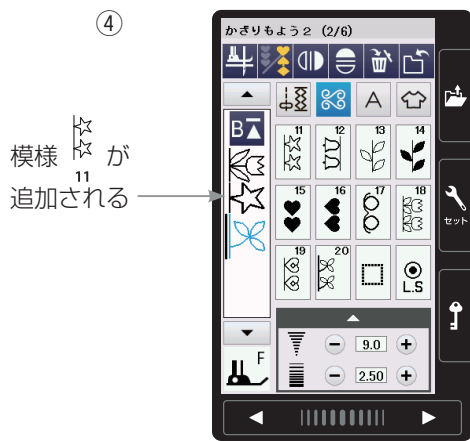 ④
模様 が
11
追加される
かざりもよう2 (2/6)
A
B
11 12 13 14
15 16 17 18
19 20
L.S
セット
9.0
F
2.50